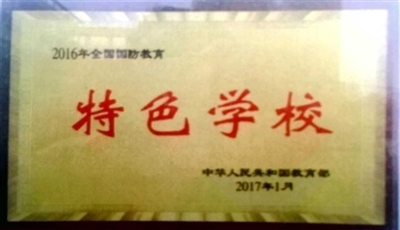 2016年全国国防教育
特色学校
中华人民共和国教育部
2017年1月